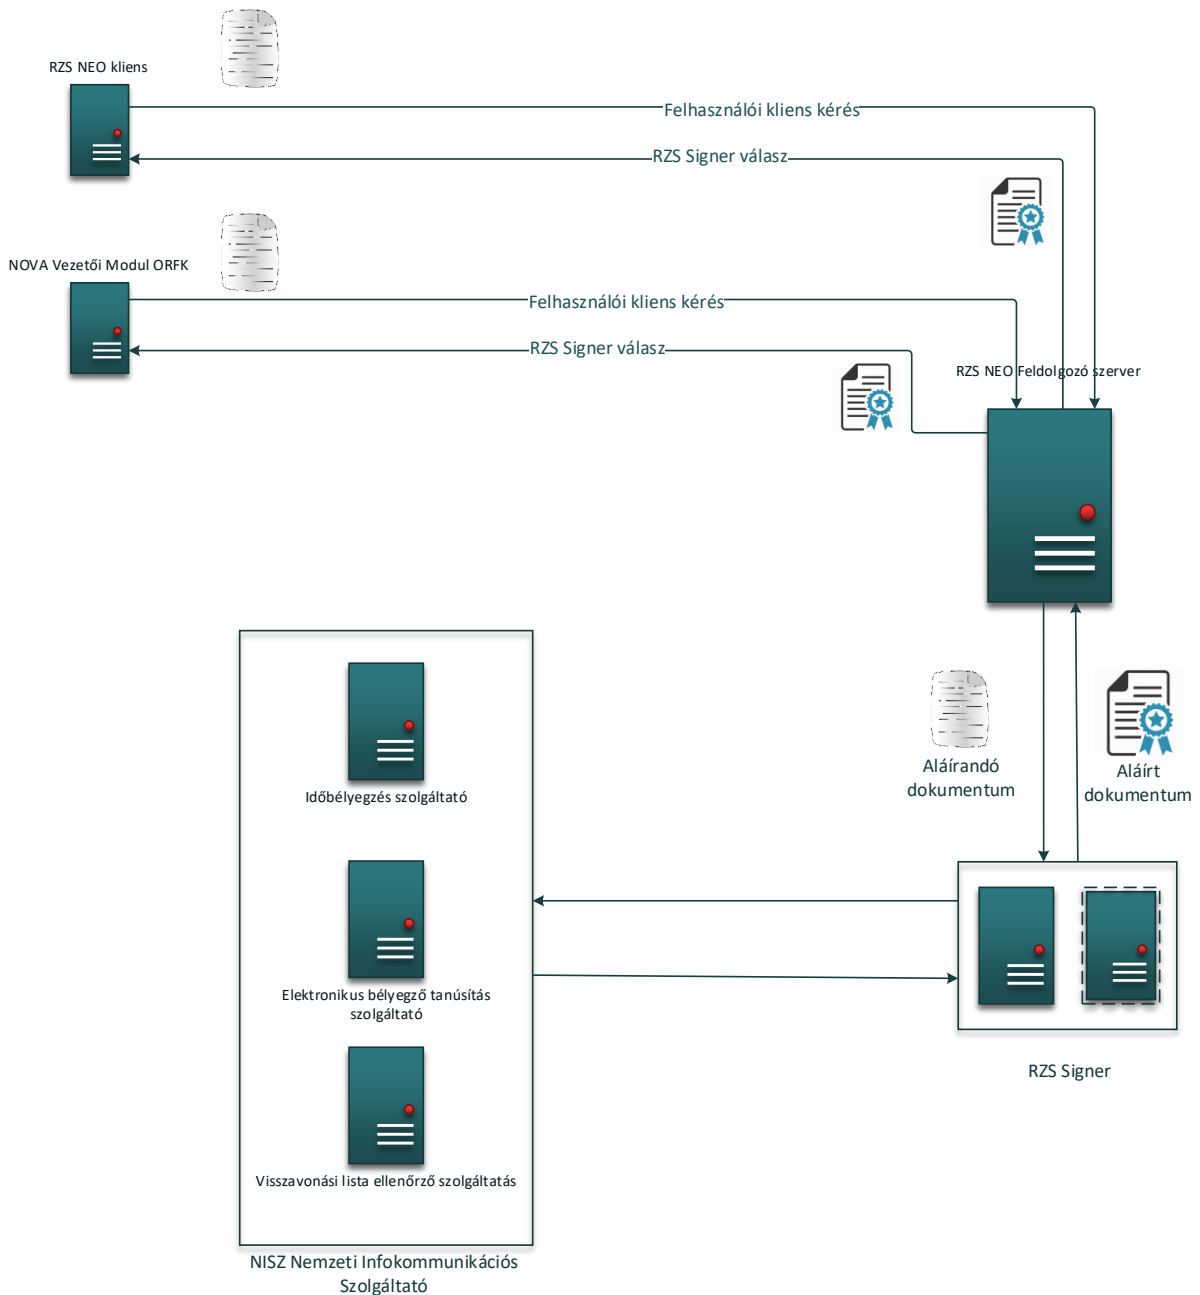 RZS NEO kliens
Felhasználói kliens kérés
RZS Signer válasz
NOVA Vezetői Modul ORFK
Felhasználói kliens kérés
RZS Signer válasz
RZS NEO Feldolgozó szerver
Aláírandó
dokumentum
Aláírt
dokumentum
Időbélyegzés szolgáltató
Elektronikus bélyegző tanúsítás
szolgáltató
RZS Signer
Visszavonási lista ellenőrző szolgáltatás
NISZ Nemzeti Infokommunikációs
Szolgáltató